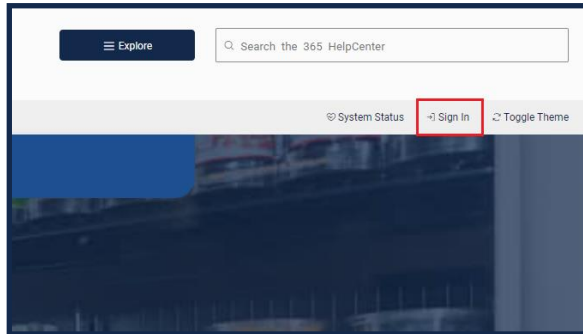 Explore
Search the 365 HelpCenter
System Status
Sign In
Toggle Theme